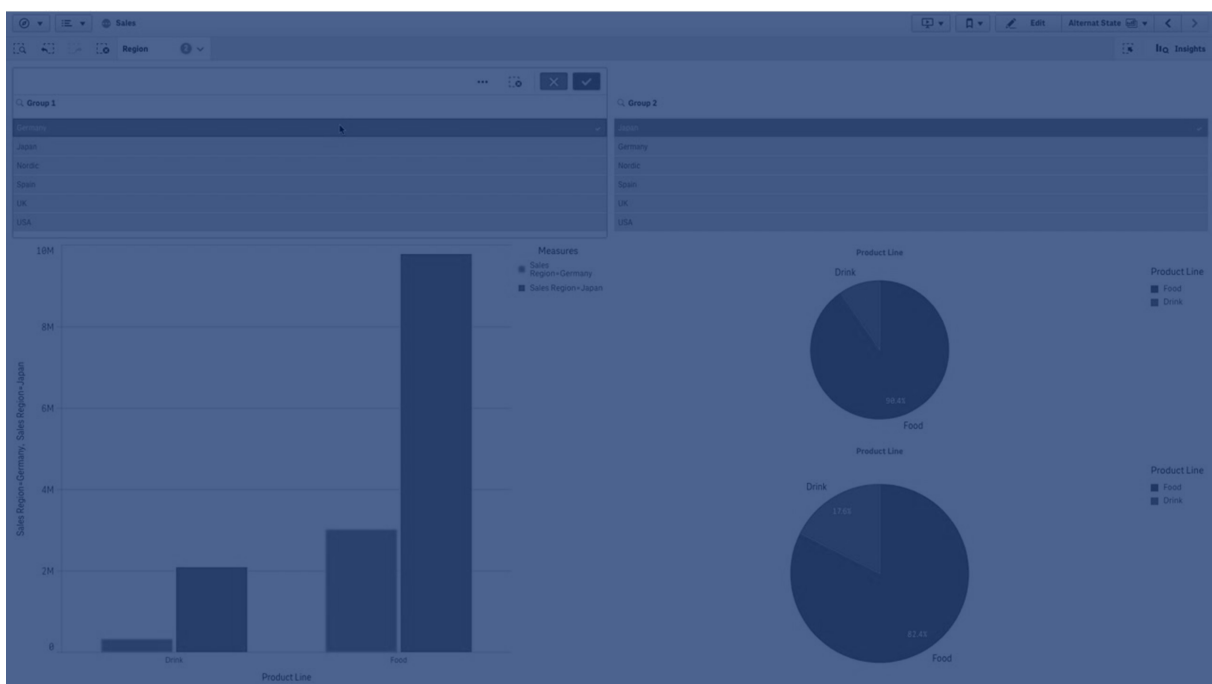 Sales
Edit
Alternat State
Region
2
Insights
Group 1
Germany
Japan
Nordic
Spain
UK
USA
Group 2
Japan
Germany
Nordic
Spain
UK
USA
10M
8M
6M
4M
2M
0
Sales Region=Germany, Sales Region=Japan
Drink
Food
Product Line
Measures
Sales
Region=Germany
Sales Region=Japan
Product Line
Drink
Food
Product Line
Food
Drink
Product Line
Drink
17.6%
82.4%
Food
Product Line
Food
Drink